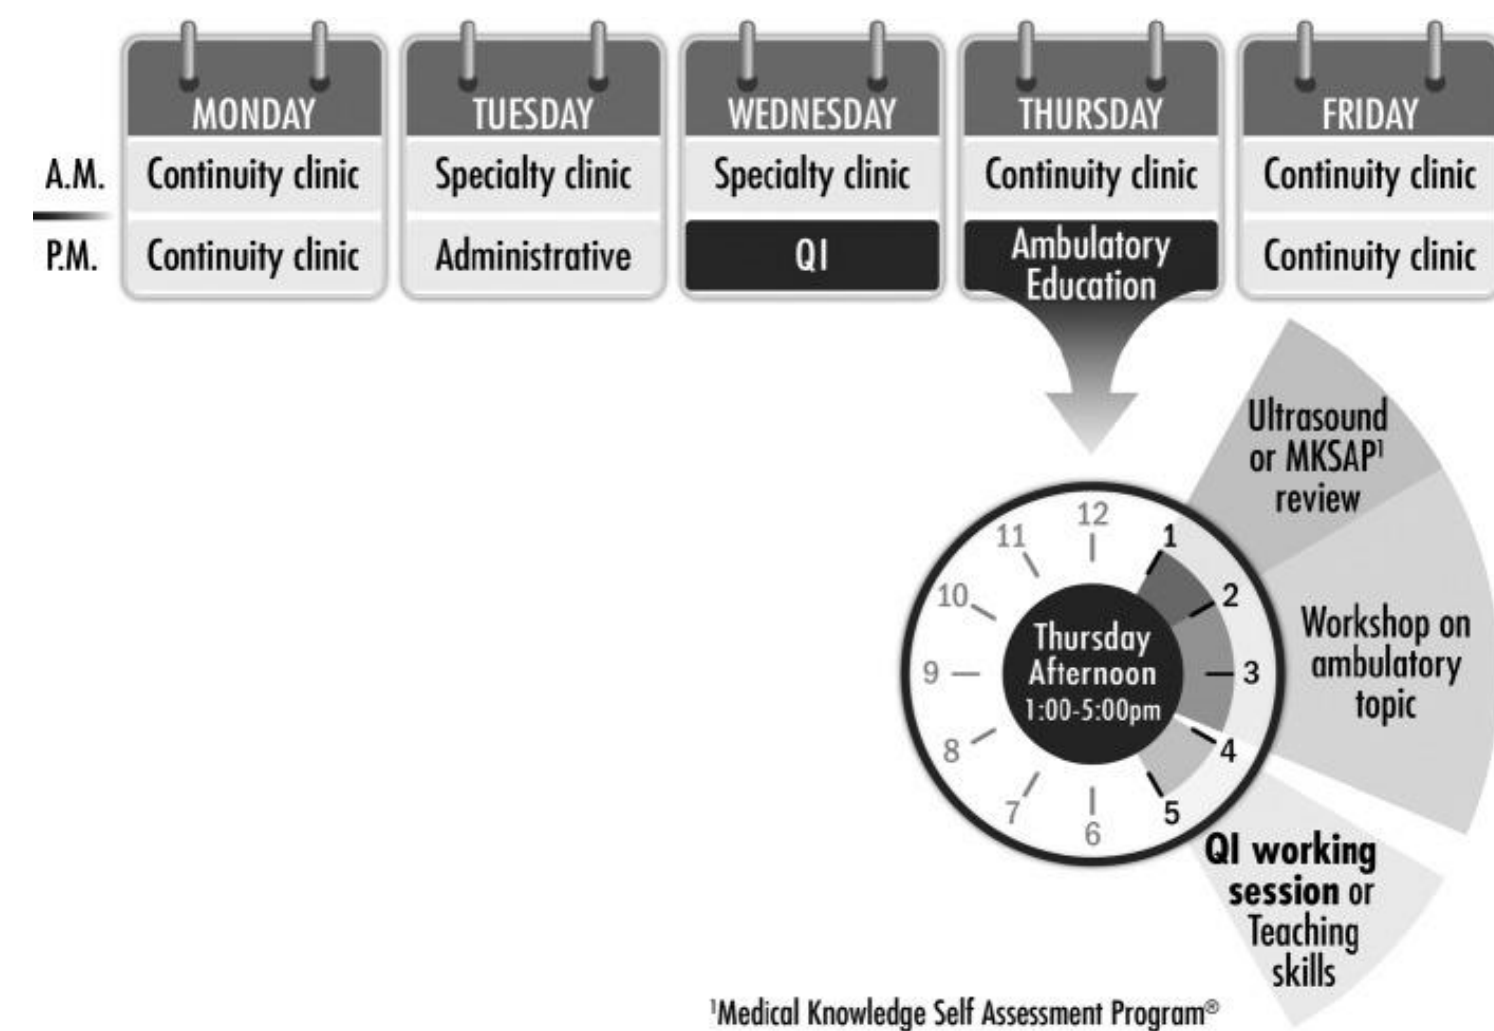 MONDAY TUESDAY WEDNESDAY THURSDAY FRIDAY
A.M. Continuity clinic Specialty clinic Specialty clinic Continuity clinic Continuity clinic
P.M. Continuity clinic Administrative QI Ambulatory Education Continuity clinic
Ultrasound
or MKSAP¹
review
Workshop on
ambulatory
topic
QI working
session or
Teaching
skills
12
1
2
3
4
5
6
7
8
9
10
11
Thursday
Afternoon
1:00-5:00pm
¹Medical Knowledge Self Assessment Program®